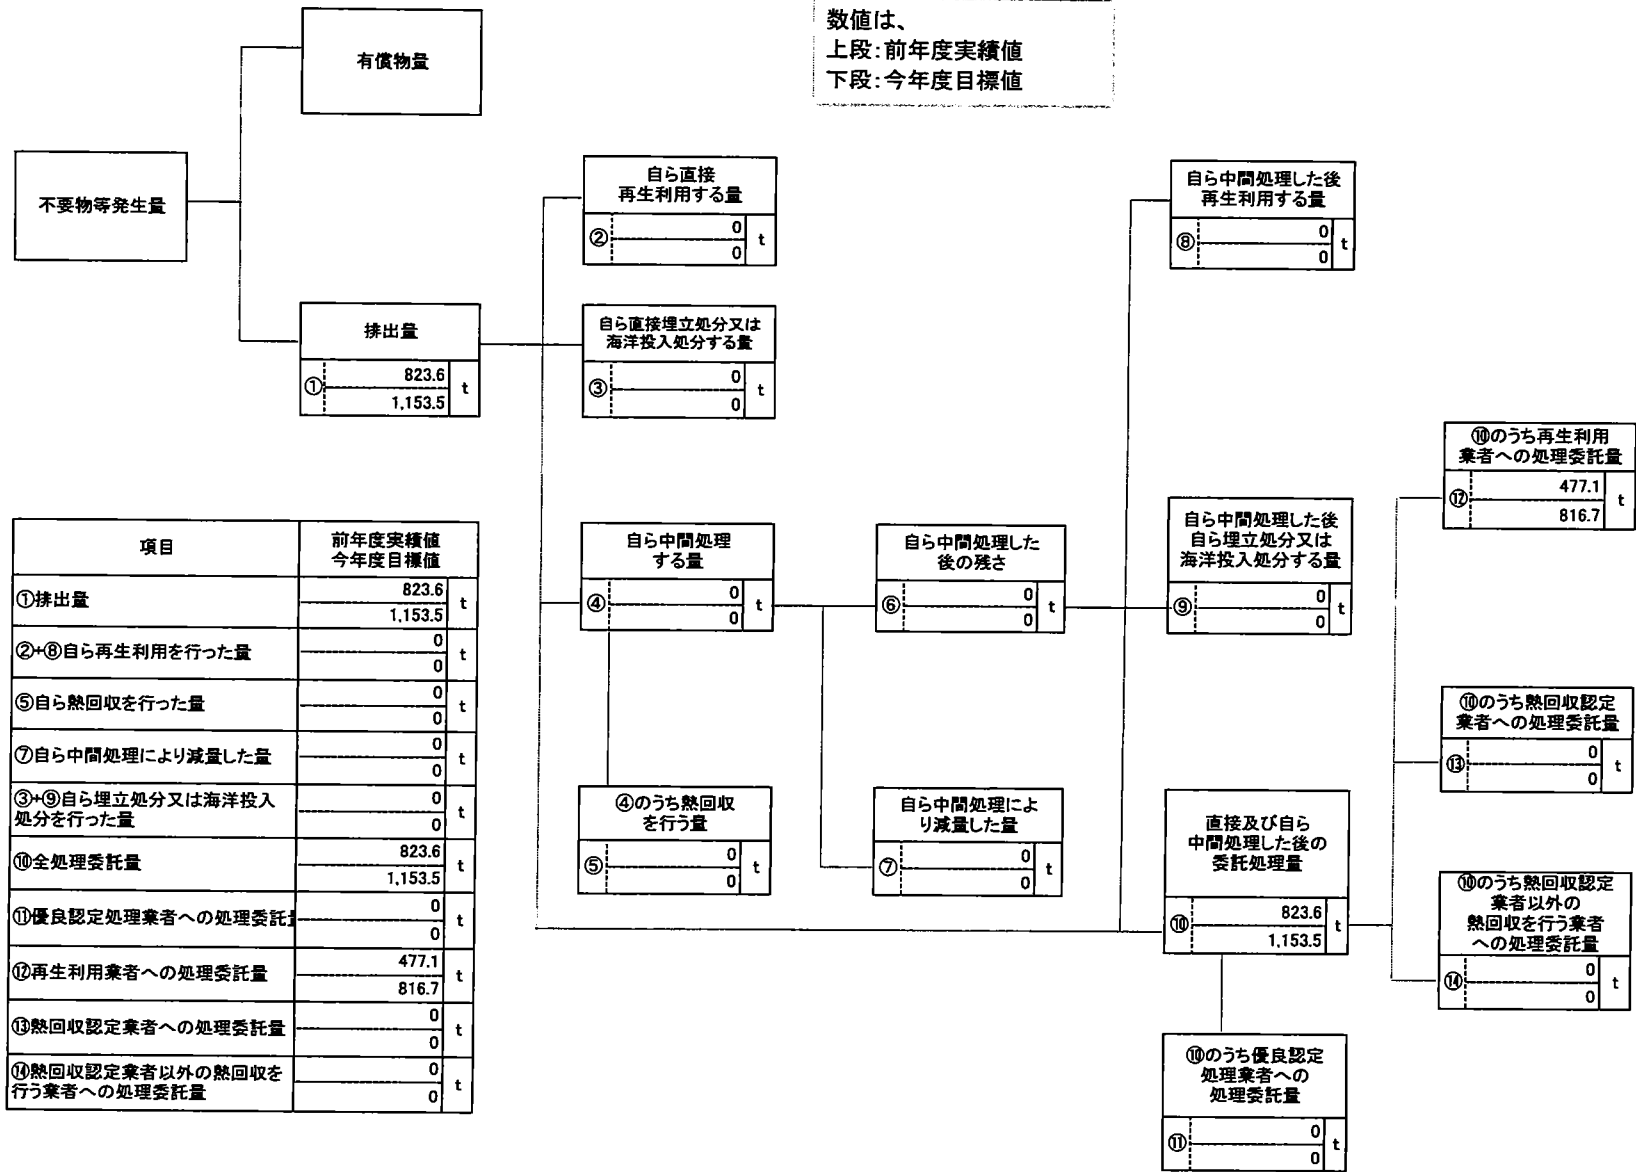 数値は、
上段:前年度実績値
下段:今年度目標値
有償物量
不要物等発生量
排出量
①
823.6
1,153.5
t
自ら直接
再生利用する量
②
0
0
t
自ら直接埋立処分又は
海洋投入処分する量
③
0
0
t
自ら中間処理
する量
④
0
0
t
④のうち熱回収
を行う量
⑤
0
0
t
自ら中間処理した
後の残さ
⑥
0
0
t
自ら中間処理によ
り減量した量
⑦
0
0
t
自ら中間処理した後
再生利用する量
⑧
0
0
t
自ら中間処理した後
自ら埋立処分又は
海洋投入処分する量
⑨
0
0
t
直接及び自ら
中間処理した後の
委託処理量
⑩
823.6
1,153.5
t
⑩のうち優良認定
処理業者への
処理委託量
⑪
0
0
t
⑩のうち再生利用
業者への処理委託量
⑫
477.1
816.7
t
⑩のうち熱回収認定
業者への処理委託量
⑬
0
0
t
⑩のうち熱回収認定
業者以外の
熱回収を行う業者
への処理委託量
⑭
0
0
t
項目
前年度実績値
今年度目標値
①排出量
823.6
1,153.5
t
②+⑧自ら再生利用を行った量
0
0
t
⑤自ら熱回収を行った量
0
0
t
⑦自ら中間処理により減量した量
0
0
t
③+⑨自ら埋立処分又は海洋投入
処分を行った量
0
0
t
⑩全処理委託量
823.6
1,153.5
t
⑪優良認定処理業者への処理委託
0
0
t
⑫再生利用業者への処理委託量
477.1
816.7
t
⑬熱回収認定業者への処理委託量
0
0
t
⑭熱回収認定業者以外の熱回収を
行う業者への処理委託量
0
0
t